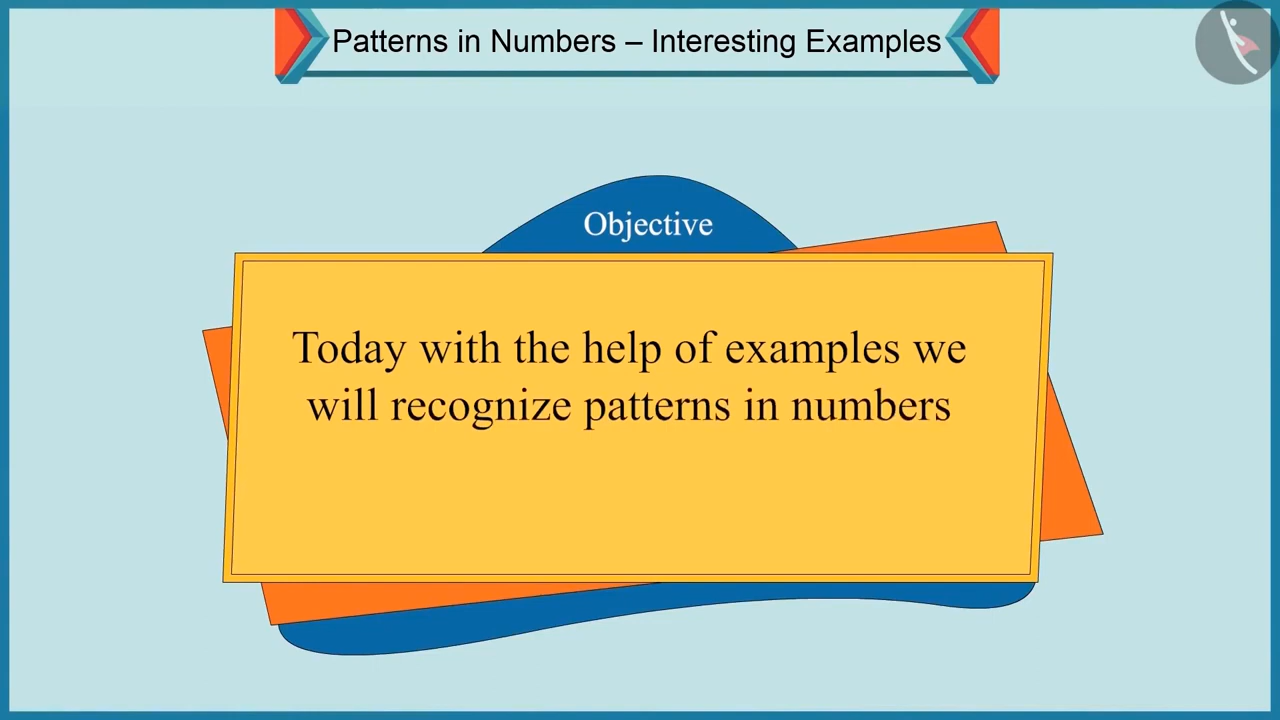 Patterns in Numbers – Interesting Examples
Objective
Today with the help of examples we
will recognize patterns in numbers